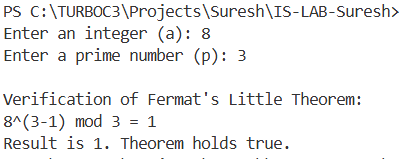 PS C:\TURBOC3\Projects\Suresh\IS-LAB-Suresh>
Enter an integer (a): 8
Enter a prime number (p): 3
Verification of Fermat's Little Theorem:
8^(3-1) mod 3 = 1
Result is 1. Theorem holds true.